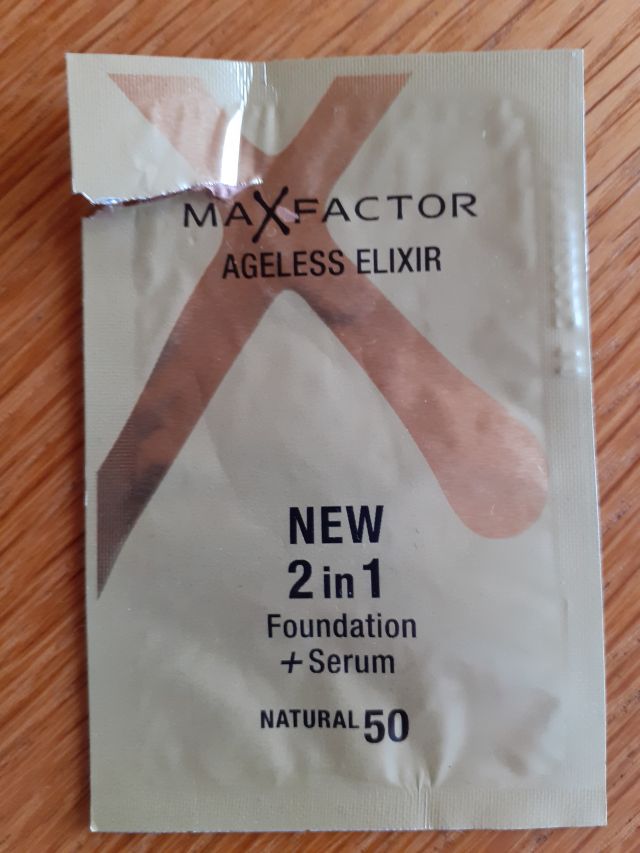 MAXFACTOR
AGELESS ELIXIR
NEW
2 in 1
Foundation
+ Serum
NATURAL 50